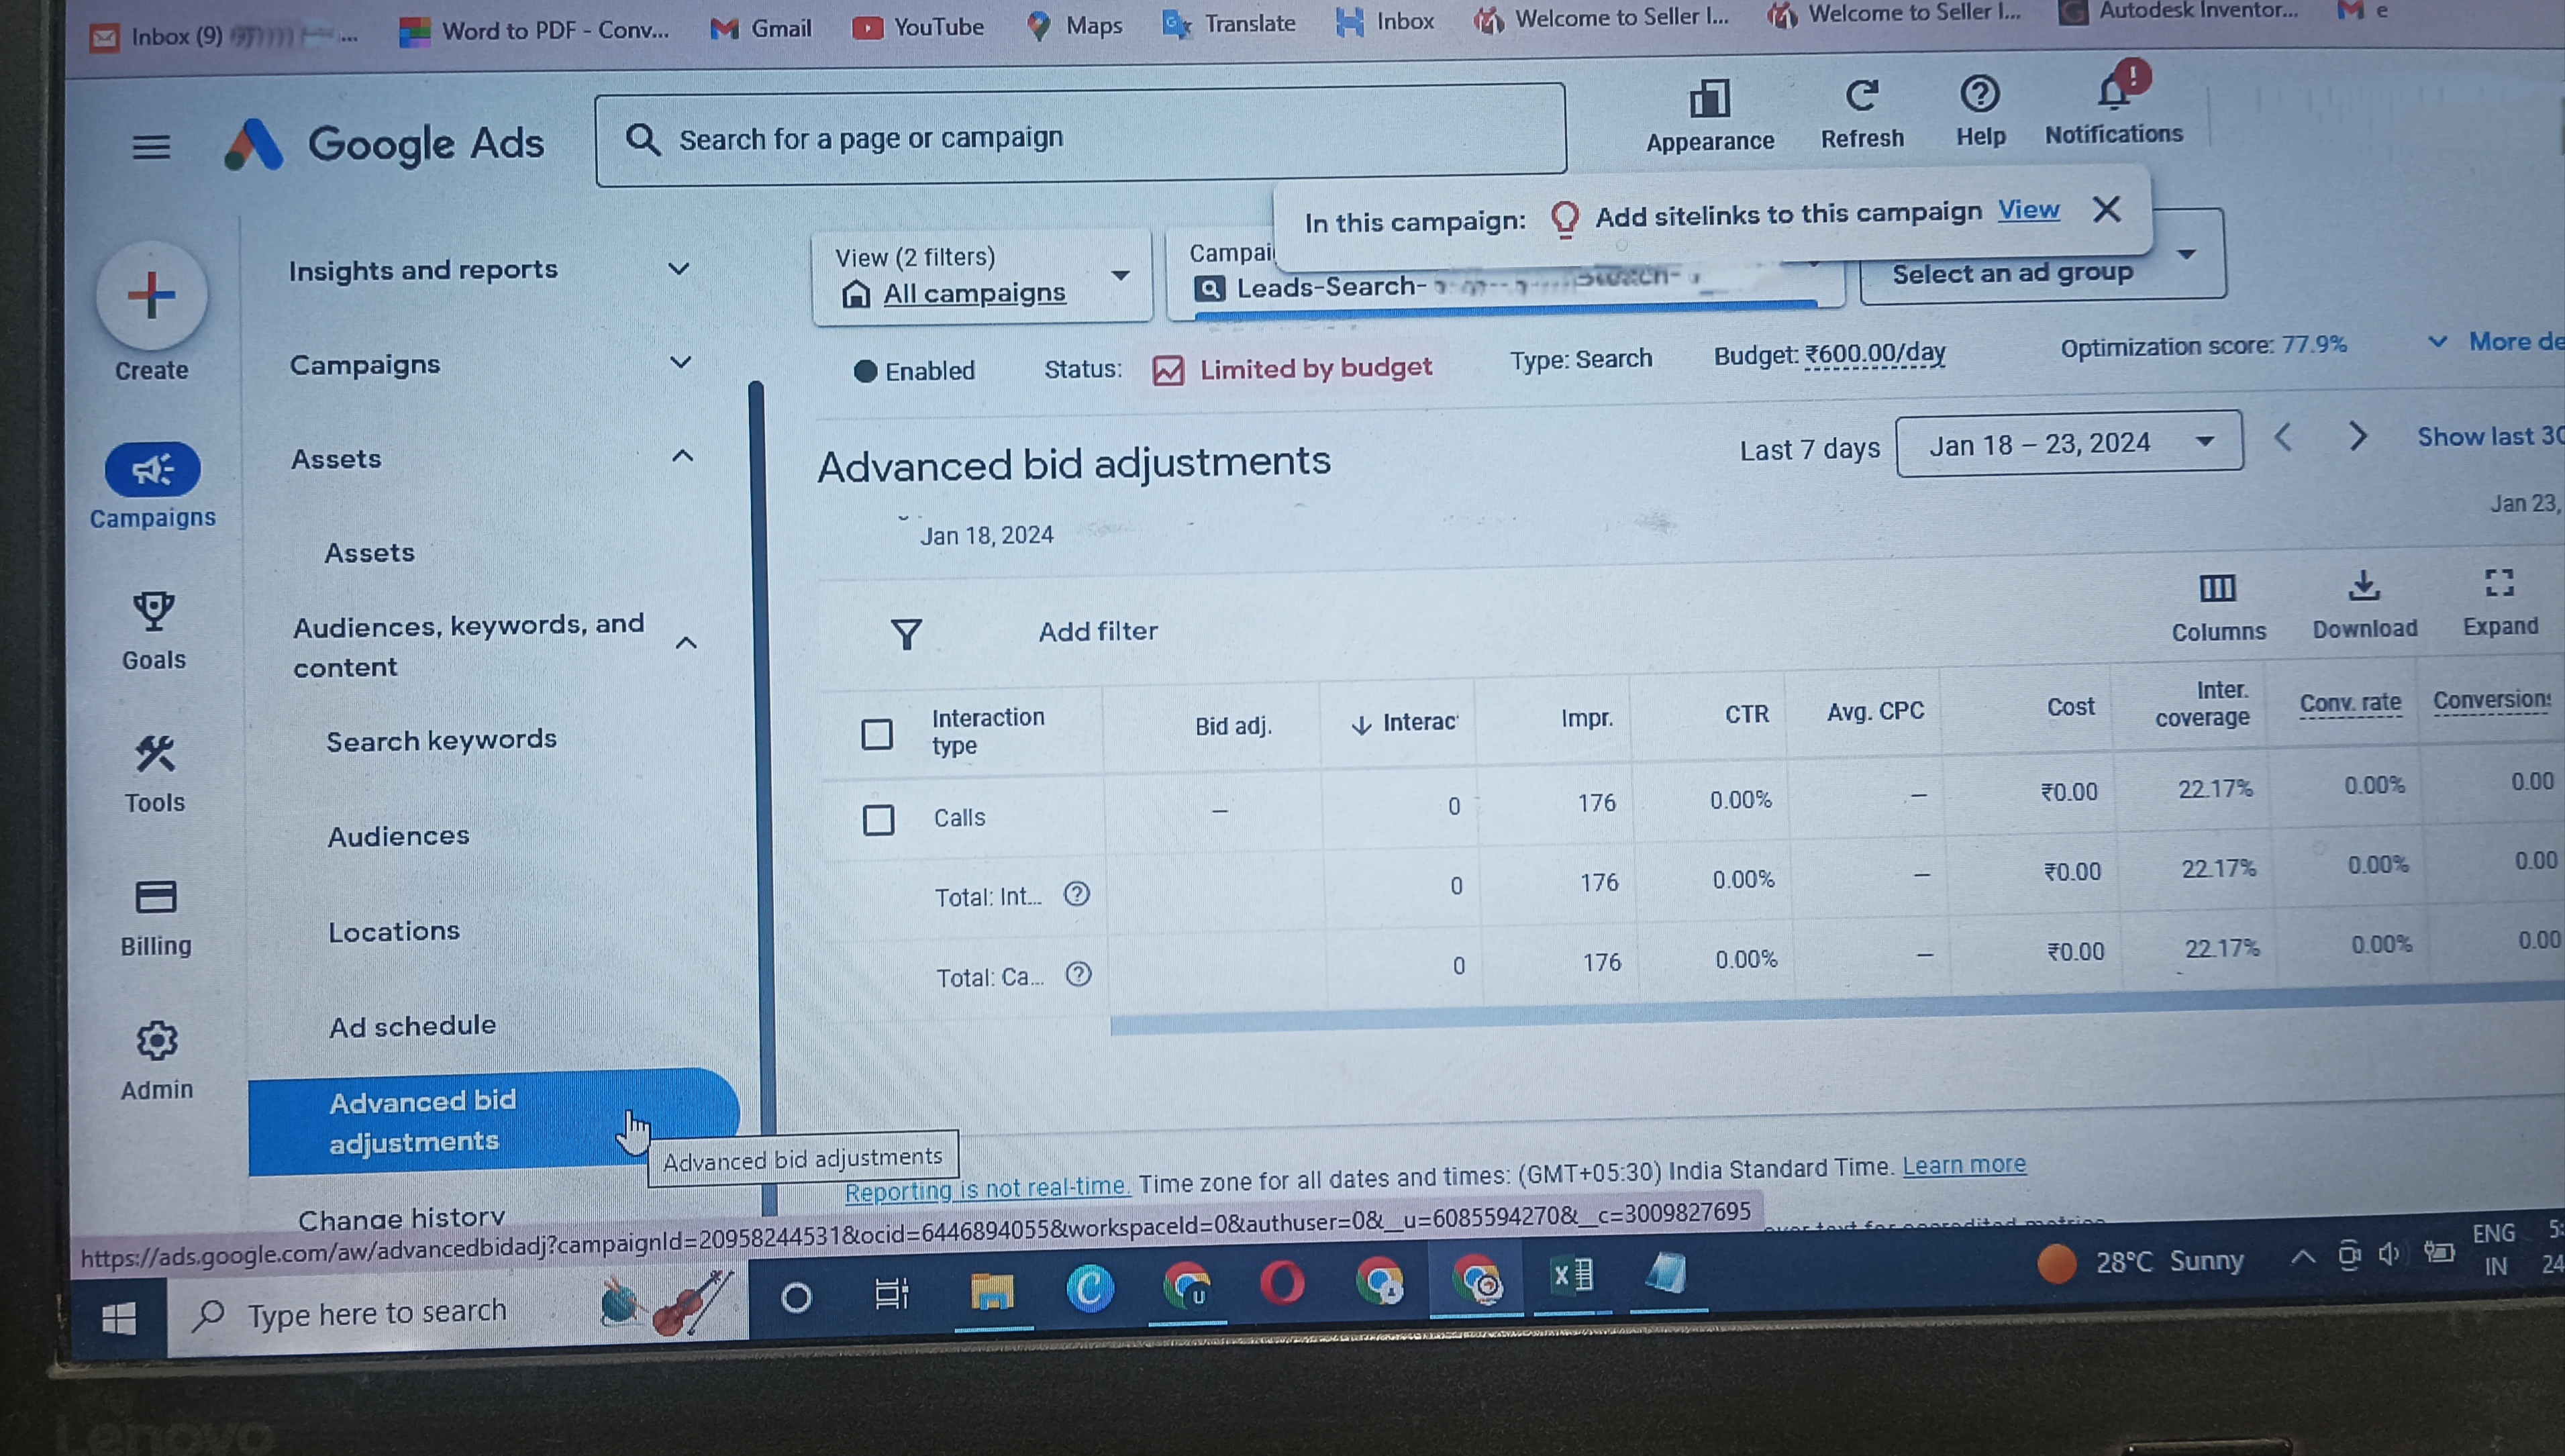 Inbox (9) ...
Word to PDF - Conv...
Gmail
YouTube
Maps
Translate
Inbox
Welcome to Seller I...
Welcome to Seller I...
Autodesk Inventor...
e
Google Ads
Search for a page or campaign
Appearance
Refresh
Help
Notifications
In this campaign: Add sitelinks to this campaign View
Create
Campaigns
Goals
Tools
Billing
Admin
Insights and reports
Campaigns
Assets
Assets
Audiences, keywords, and
content
Search keywords
Audiences
Locations
Ad schedule
Advanced bid
adjustments
Change history
View (2 filters)
All campaigns
Campai
Leads-Search-
Select an ad group
Enabled Status: Limited by budget Type: Search Budget: ₹600.00/day Optimization score: 77.9% More de
Advanced bid adjustments
Last 7 days Jan 18 – 23, 2024 Show last 30
Jan 18, 2024
Jan 23,
Add filter
Columns Download Expand
Interaction type Bid adj. Interac Impr. CTR Avg. CPC Cost Inter. coverage Conv. rate Conversions
Calls — 0 176 0.00% — ₹0.00 22.17% 0.00% 0.00
Total: Int... 0 176 0.00% — ₹0.00 22.17% 0.00% 0.00
Total: Ca... 0 176 0.00% — ₹0.00 22.17% 0.00% 0.00
Advanced bid adjustments
Reporting is not real-time. Time zone for all dates and times: (GMT+05:30) India Standard Time. Learn more
https://ads.google.com/aw/advancedbidadj?campaignId=20958244531&ocid=6446894055&workspaceId=0&authuser=0&__u=6085594270&__c=3009827695
Type here to search
28°C Sunny
ENG
IN
5:
24
Lenovo